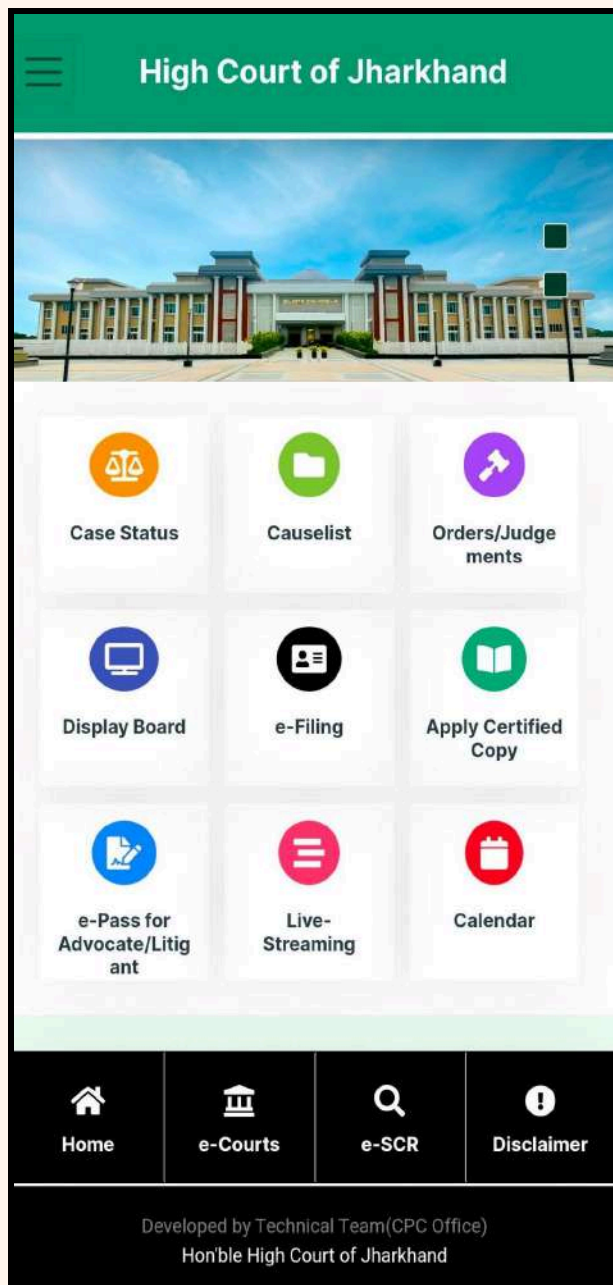 High Court of Jharkhand
Case Status
Causelist
Orders/Judge
ments
Display Board
e-Filing
Apply Certified
Copy
e-Pass for
Advocate/Litig
ant
Live-
Streaming
Calendar
Home
e-Courts
e-SCR
Disclaimer
Developed by Technical Team(CPC Office)
Hon'ble High Court of Jharkhand